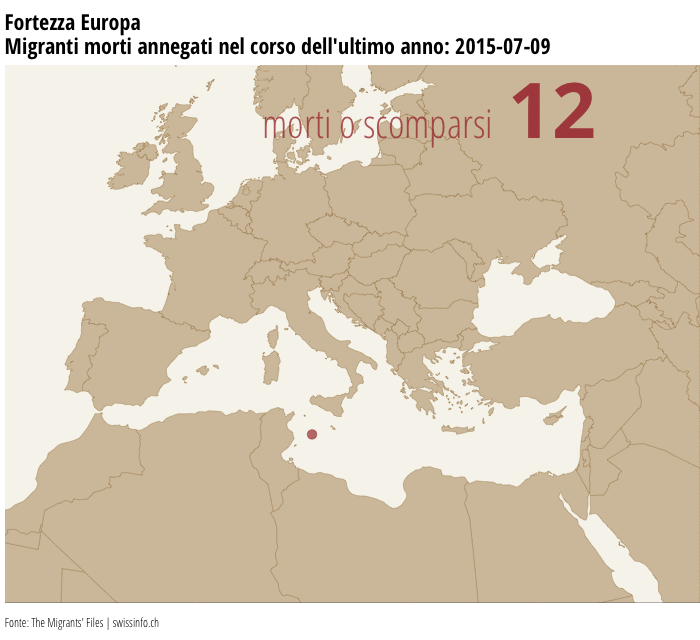 Fortezza Europa
Migranti morti annegati nel corso dell'ultimo anno: 2015-07-09
morti o scomparsi 12
Fonte: The Migrants' Files | swissinfo.ch